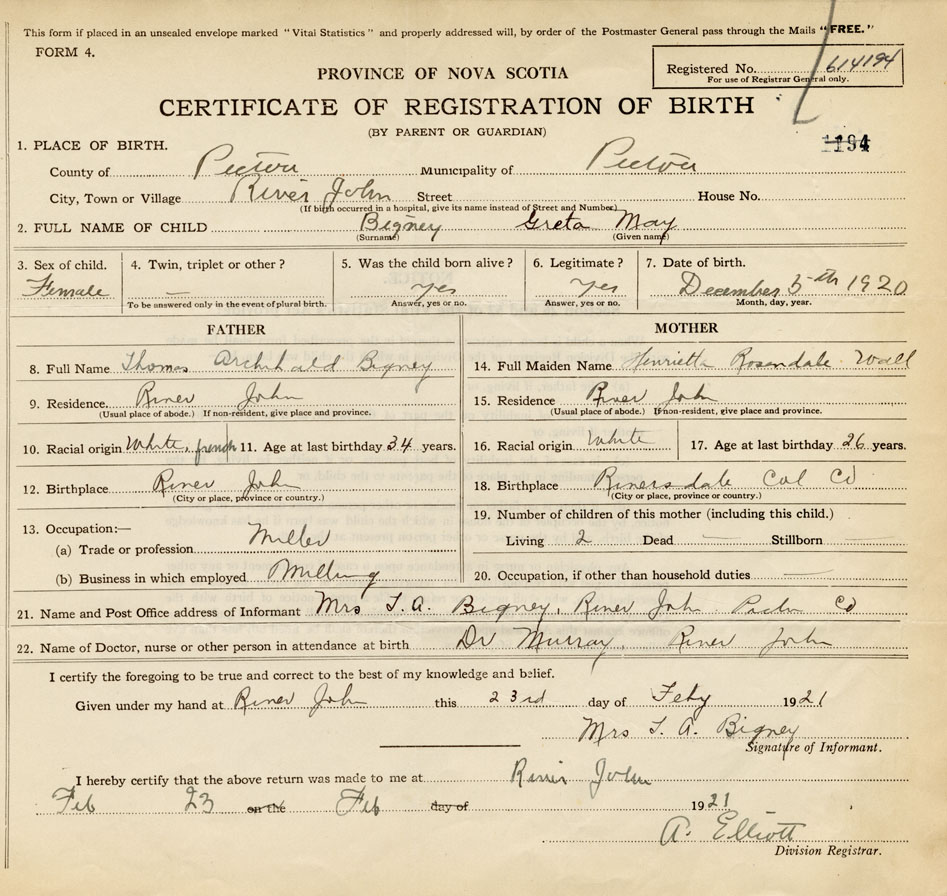 This form if placed in an unsealed envelope marked "Vital Statistics" and properly addressed will, by order of the Postmaster General pass through the Mails "FREE."
FORM 4.
PROVINCE OF NOVA SCOTIA
Registered No. 614194
For use of Registrar General only.
CERTIFICATE OF REGISTRATION OF BIRTH
(BY PARENT OR GUARDIAN)
1194
1. PLACE OF BIRTH.
County of Pictou Municipality of Pictou
City, Town or Village River John Street House No.
(If birth occurred in a hospital, give its name instead of Street and Number)
2. FULL NAME OF CHILD Bigney Greta May
(Surname) (Given name)
3. Sex of child. 4. Twin, triplet or other? 5. Was the child born alive? 6. Legitimate? 7. Date of birth.
Female — yes yes December 5th 1920
To be answered only in the event of plural birth. Answer, yes or no. Answer, yes or no. Month, day, year.
FATHER MOTHER
8. Full Name Thomas Archibald Bigney 14. Full Maiden Name Henrietta Rosendale Wall
9. Residence River John 15. Residence River John
(Usual place of abode.) If non-resident, give place and province. (Usual place of abode.) If non-resident, give place and province.
10. Racial origin White, french 11. Age at last birthday 34 years. 16. Racial origin White 17. Age at last birthday 26 years.
12. Birthplace River John 18. Birthplace Riversdale Col Co
(City or place, province or country.) (City or place, province or country.)
13. Occupation:— 19. Number of children of this mother (including this child.)
(a) Trade or profession Miller Living 2 Dead — Stillborn —
(b) Business in which employed Milling 20. Occupation, if other than household duties —
21. Name and Post Office address of Informant Mrs T. A. Bigney, River John Pictou Co
22. Name of Doctor, nurse or other person in attendance at birth Dr Murray, River John
I certify the foregoing to be true and correct to the best of my knowledge and belief.
Given under my hand at River John this 23rd day of Feby 1921
Mrs T. A. Bigney
Signature of Informant.
I hereby certify that the above return was made to me at River John
Feb 23 on the Feb day of 1921
A. Elliott
Division Registrar.